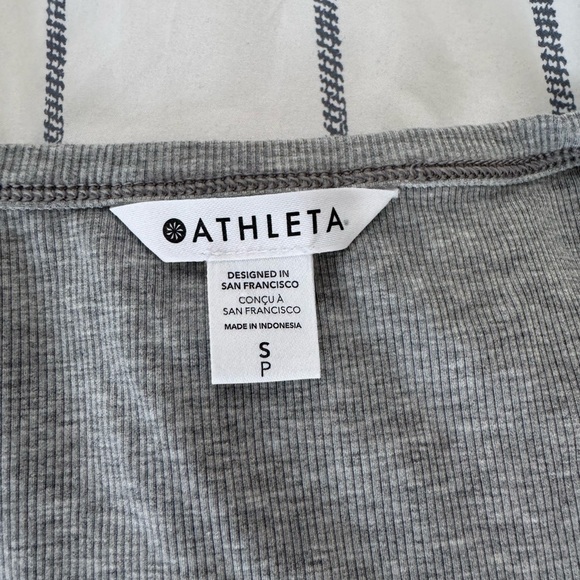 ATHLETA
DESIGNED IN
SAN FRANCISCO
CONÇU À
SAN FRANCISCO
MADE IN INDONESIA
S
P